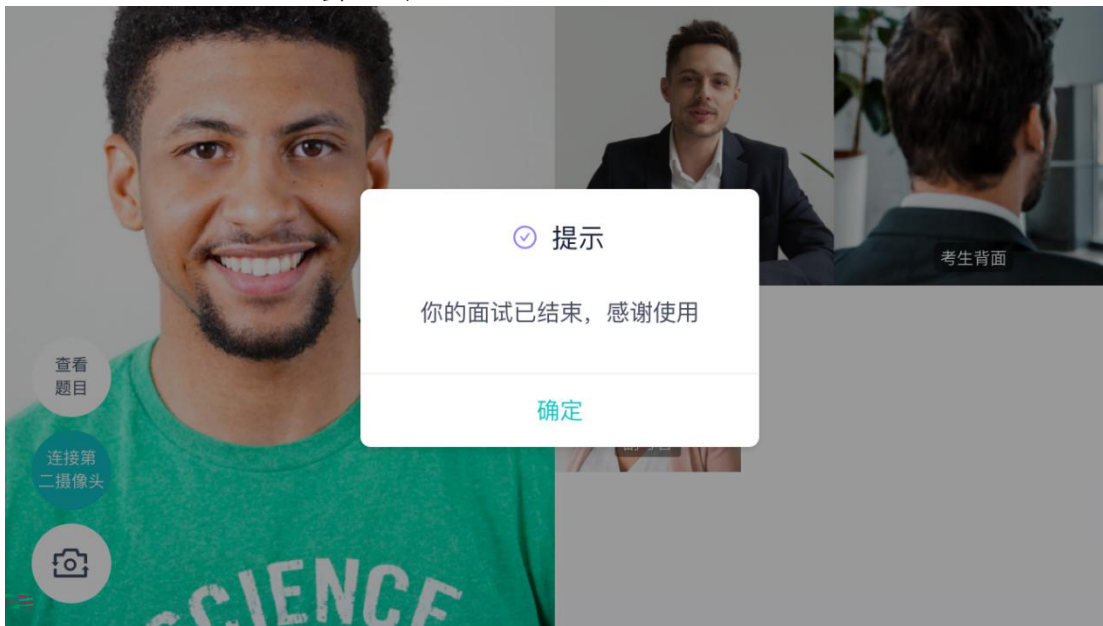 提示
你的面试已结束，感谢使用
确定
考生背面
查看
题目
连接第
二摄像头